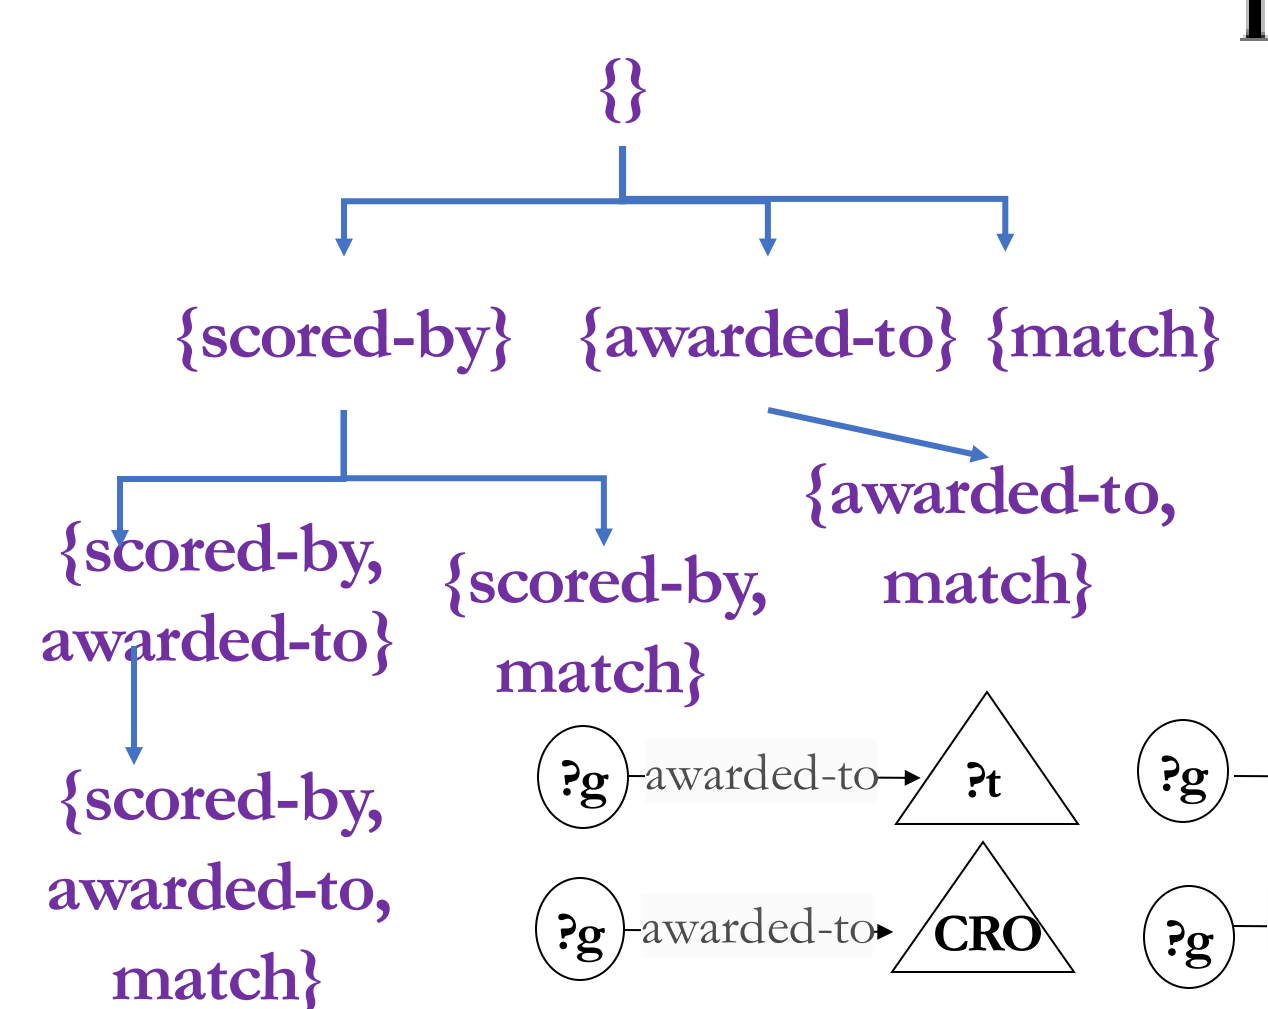 {}
{scored-by} {awarded-to} {match}
{awarded-to,
match}
{scored-by,
awarded-to}
{scored-by,
match}
{scored-by,
awarded-to,
match}
?g awarded-to ?t ?g
?g awarded-to CRO ?g